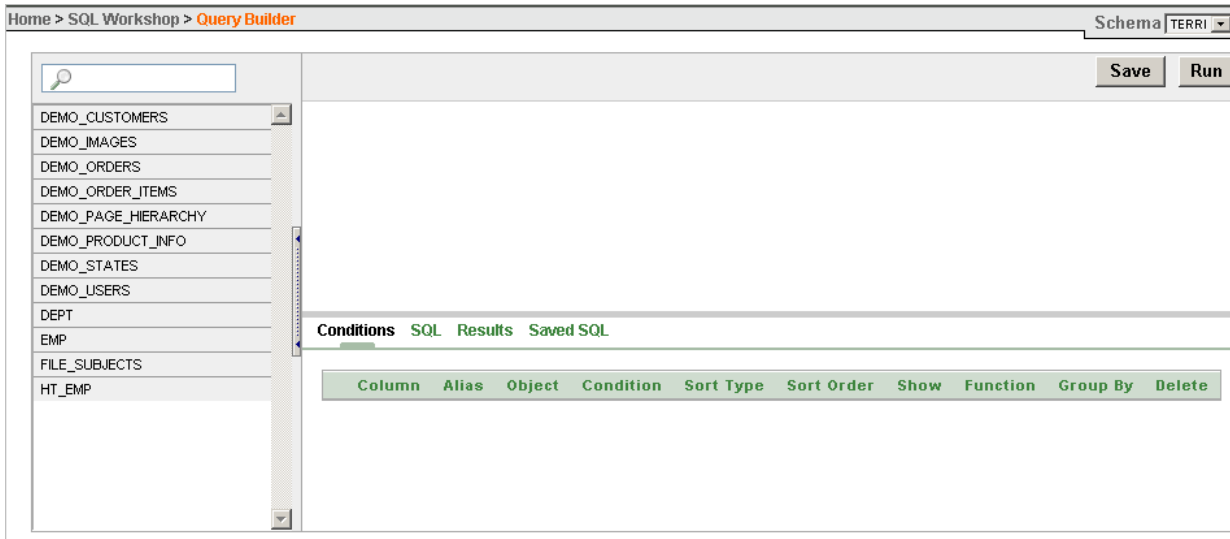 Home > SQL Workshop > Query Builder
Schema TERRI
Save Run
DEMO_CUSTOMERS
DEMO_IMAGES
DEMO_ORDERS
DEMO_ORDER_ITEMS
DEMO_PAGE_HIERARCHY
DEMO_PRODUCT_INFO
DEMO_STATES
DEMO_USERS
DEPT
EMP
FILE_SUBJECTS
HT_EMP
Conditions SQL Results Saved SQL
Column Alias Object Condition Sort Type Sort Order Show Function Group By Delete